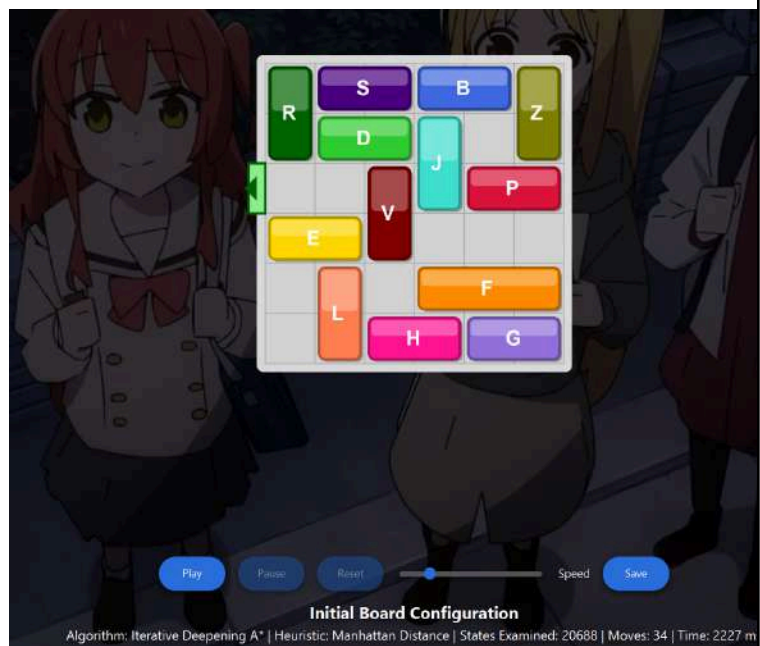 R S B Z
D J
V P
E
L F
H G
Play Pause Reset Speed Save
Initial Board Configuration
Algorithm: Iterative Deepening A* | Heuristic: Manhattan Distance | States Examined: 20688 | Moves: 34 | Time: 2227 m